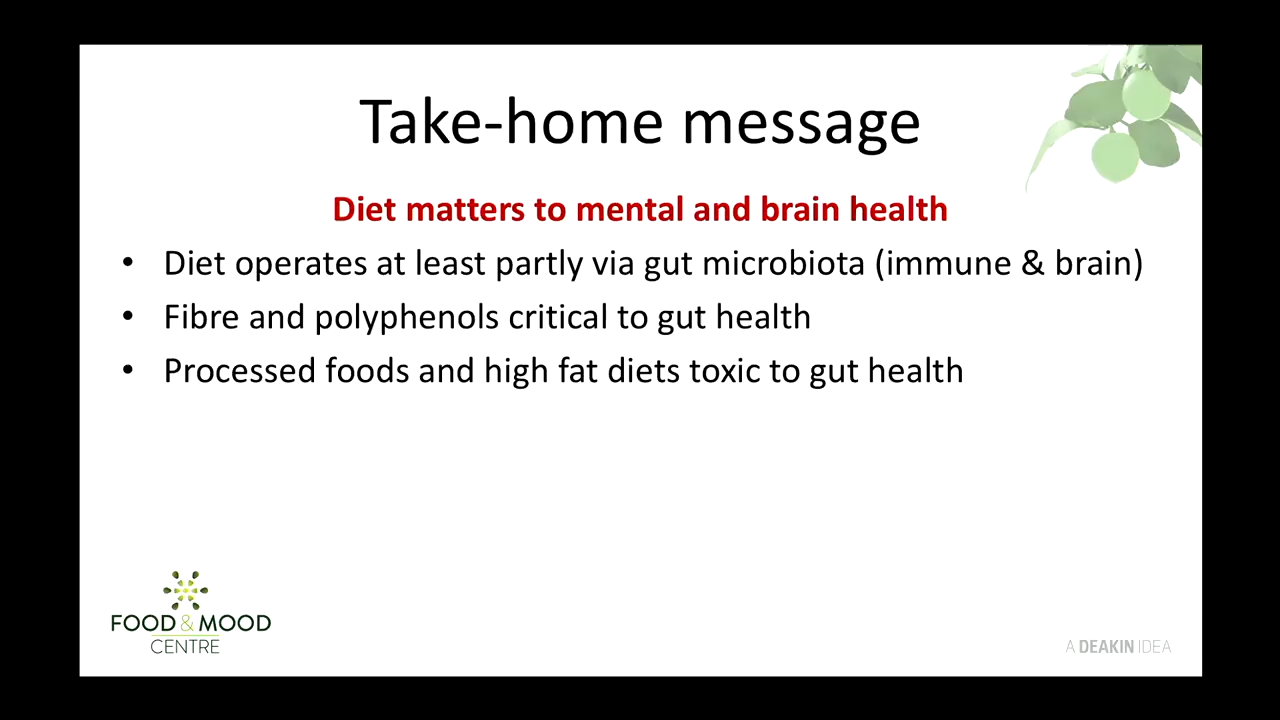 Take-home message
Diet matters to mental and brain health
• Diet operates at least partly via gut microbiota (immune & brain)
• Fibre and polyphenols critical to gut health
• Processed foods and high fat diets toxic to gut health
FOOD & MOOD
CENTRE
A DEAKIN IDEA